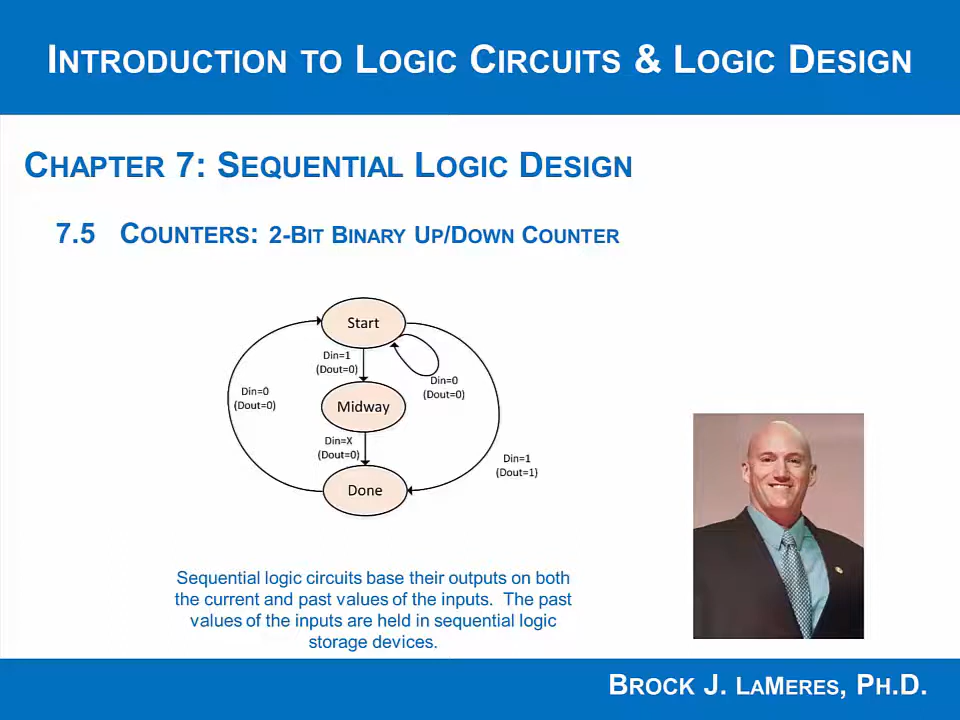 INTRODUCTION TO LOGIC CIRCUITS & LOGIC DESIGN
CHAPTER 7: SEQUENTIAL LOGIC DESIGN
7.5 COUNTERS: 2-BIT BINARY UP/DOWN COUNTER
Start
Din=1
(Dout=0)
Din=0
(Dout=0)
Din=0
(Dout=0)
Midway
Din=X
(Dout=0)
Din=1
(Dout=1)
Done
Sequential logic circuits base their outputs on both
the current and past values of the inputs. The past
values of the inputs are held in sequential logic
storage devices.
BROCK J. LAMERES, PH.D.